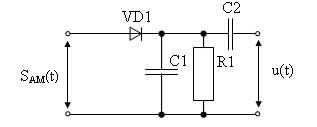 C2
VD1
C1
R1
S_AM(t)
u(t)